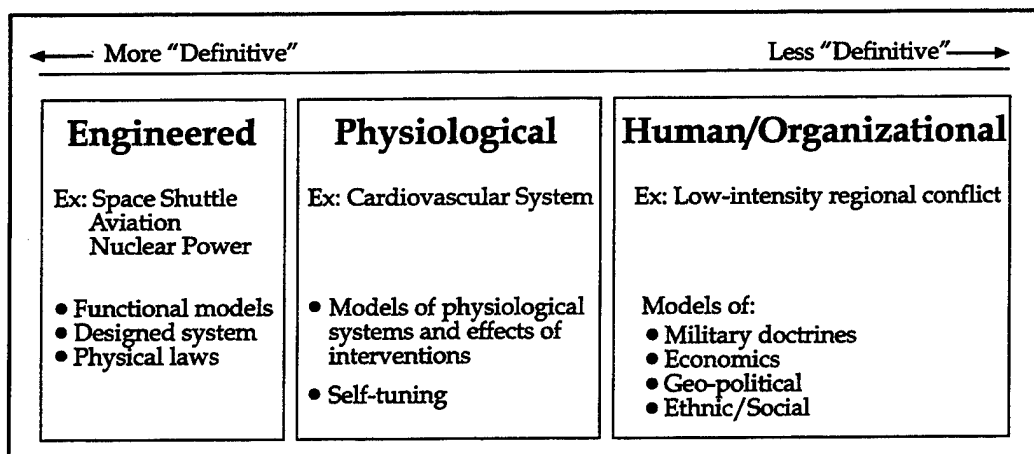 More "Definitive" Less "Definitive"
Engineered
Ex: Space Shuttle
Aviation
Nuclear Power
• Functional models
• Designed system
• Physical laws
Physiological
Ex: Cardiovascular System
• Models of physiological
systems and effects of
interventions
• Self-tuning
Human/Organizational
Ex: Low-intensity regional conflict
Models of:
• Military doctrines
• Economics
• Geo-political
• Ethnic/Social